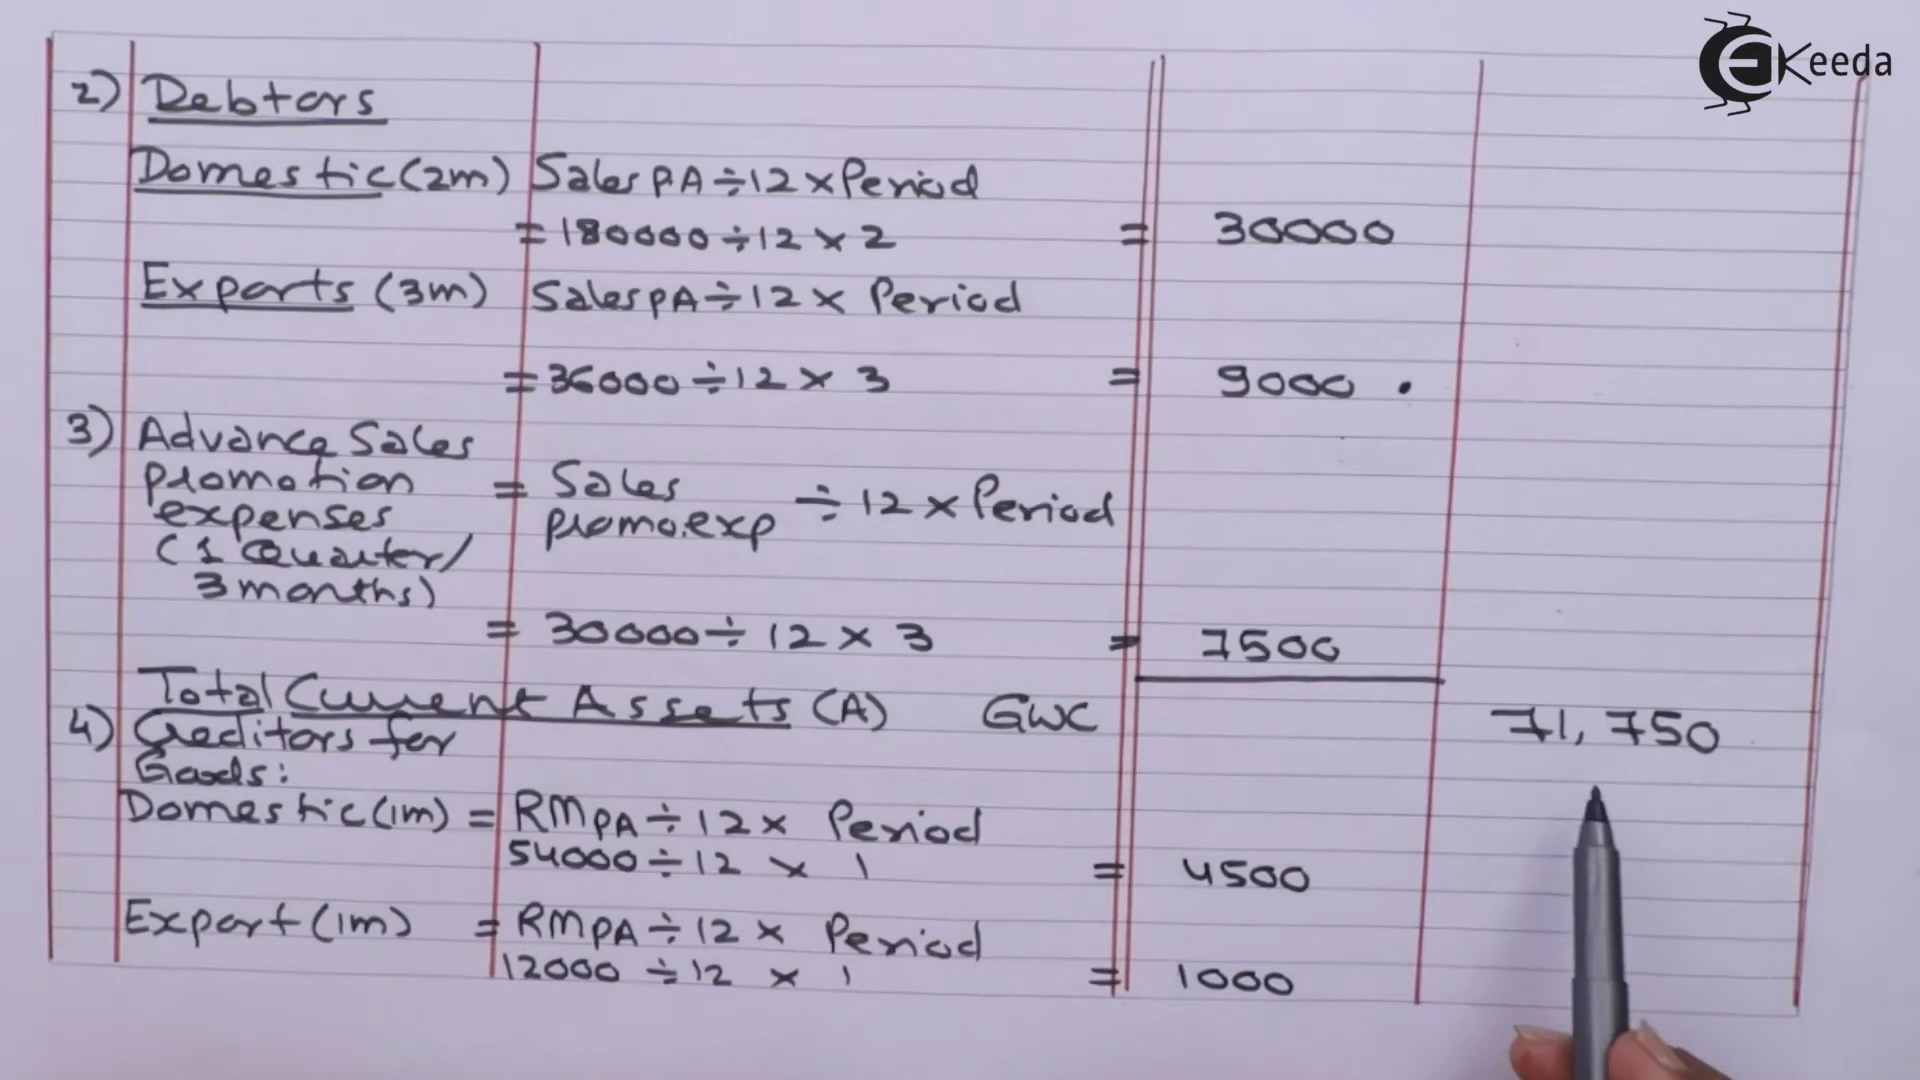 EKeeda
2) Debtors
Domestic (2m) Sales PA ÷ 12 x Period
= 180000 ÷ 12 x 2 = 30000
Exports (3m) Sales PA ÷ 12 x Period
= 36000 ÷ 12 x 3 = 9000 .
3) Advance Sales
promotion = Sales ÷ 12 x Period
expenses promo.exp
(1 Quarter/
3 months)
= 30000 ÷ 12 x 3 = 7500
Total Current Assets (A) GWC 71,750
4) Creditors for
Goods:
Domestic (1m) = RM PA ÷ 12 x Period
54000 ÷ 12 x 1 = 4500
Export (1m) = RM PA ÷ 12 x Period
12000 ÷ 12 x 1 = 1000